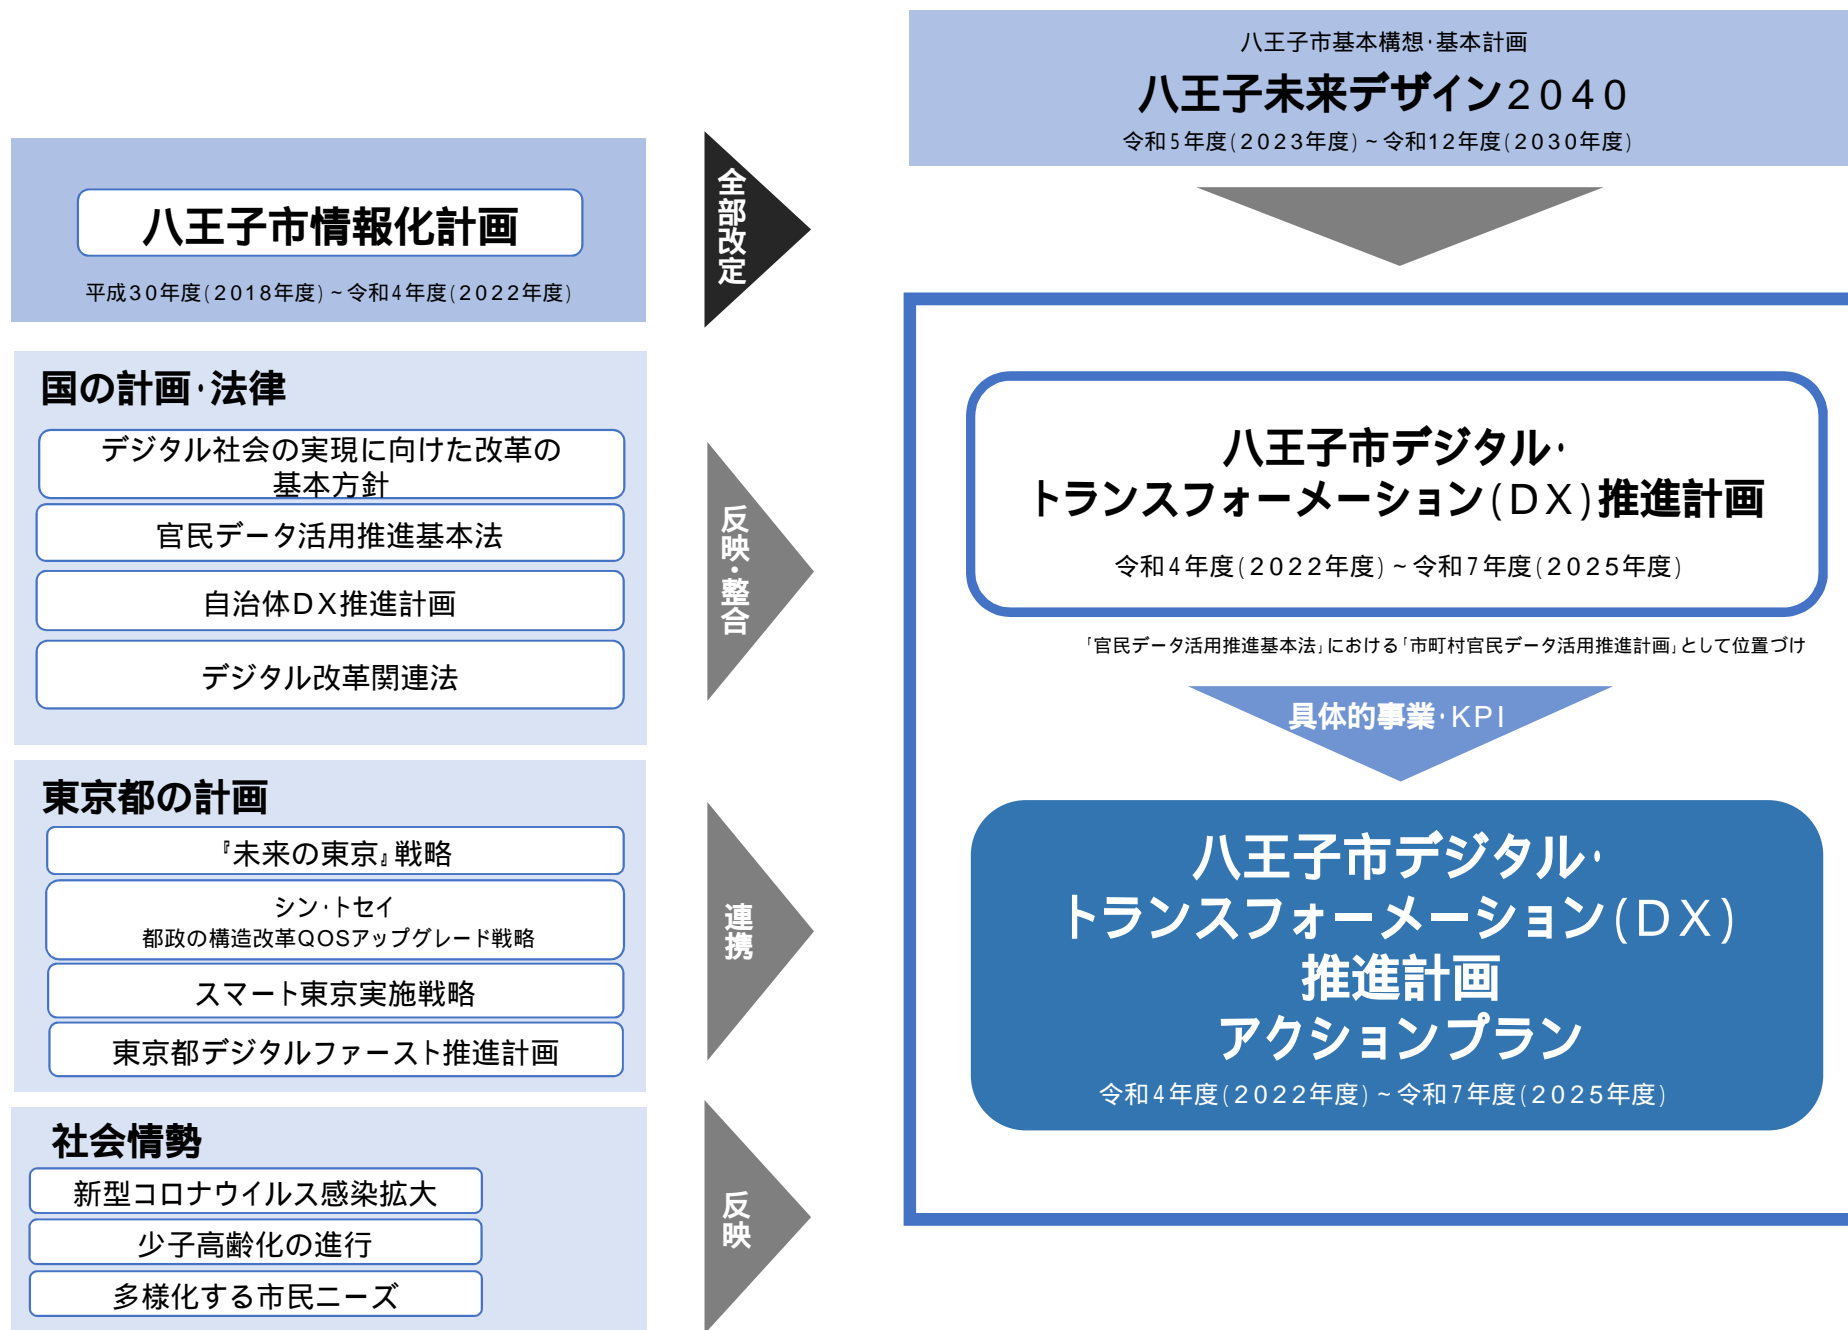 八王子市情報化計画
平成30年度(2018年度)~令和4年度(2022年度)
全部改定
国の計画・法律
デジタル社会の実現に向けた改革の
基本方針
官民データ活用推進基本法
自治体DX推進計画
デジタル改革関連法
反映・整合
東京都の計画
『未来の東京』戦略
シン・トセイ
都政の構造改革QOSアップグレード戦略
スマート東京実施戦略
東京都デジタルファースト推進計画
連携
社会情勢
新型コロナウイルス感染拡大
少子高齢化の進行
多様化する市民ニーズ
反映
八王子市基本構想・基本計画
八王子未来デザイン2040
令和5年度(2023年度)~令和12年度(2030年度)
八王子市デジタル・
トランスフォーメーション(DX)推進計画
令和4年度(2022年度)~令和7年度(2025年度)
「官民データ活用推進基本法」における「市町村官民データ活用推進計画」として位置づけ
具体的事業・KPI
八王子市デジタル・
トランスフォーメーション(DX)
推進計画
アクションプラン
令和4年度(2022年度)~令和7年度(2025年度)